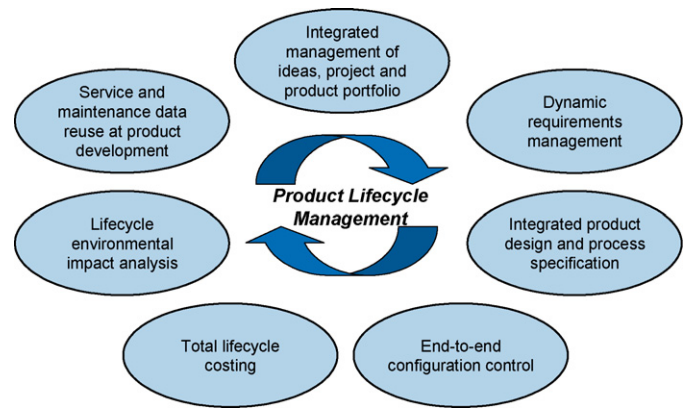 Integrated
management of
ideas, project and
product portfolio
Service and
maintenance data
reuse at product
development
Dynamic
requirements
management
Product Lifecycle
Management
Lifecycle
environmental
impact analysis
Integrated product
design and process
specification
Total lifecycle
costing
End-to-end
configuration control